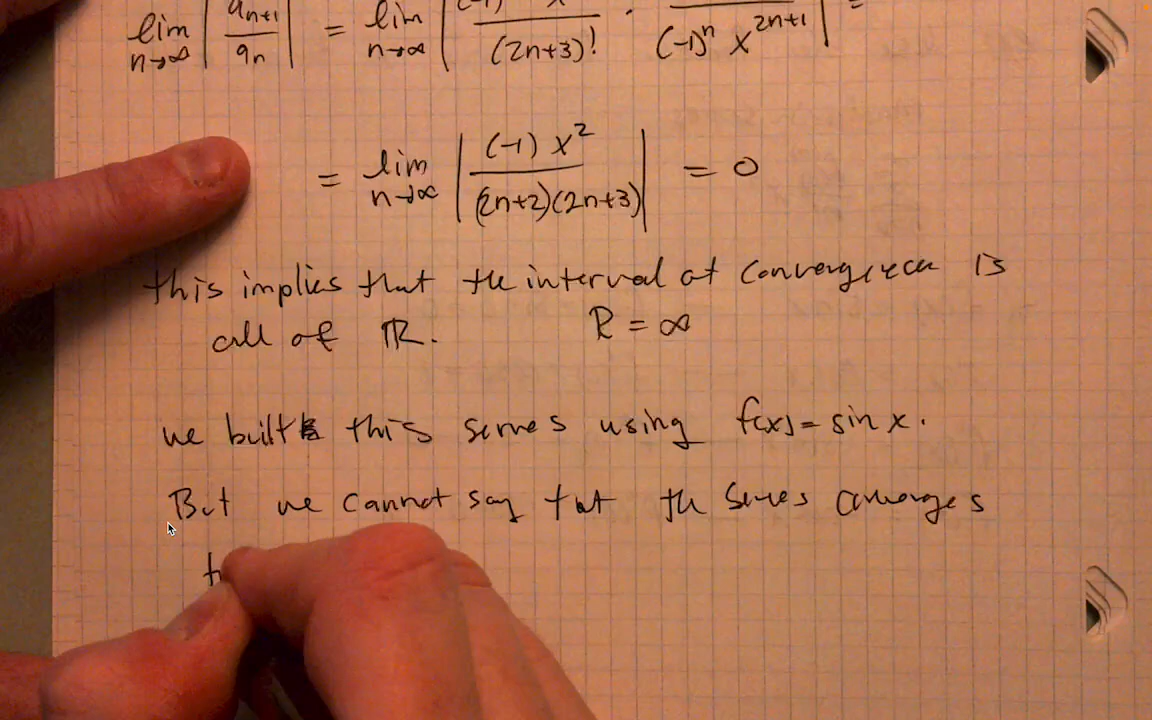 lim n→∞ | a_{n+1} / a_n | = lim n→∞ | / (2n+3)! · / (-1)^n x^{2n+1} | =
= lim n→∞ | (-1) x^2 / (2n+2)(2n+3) | = 0
this implies that the interval of convergence is
all of ℝ. R = ∞
we built this series using f(x) = sin x.
But we cannot say that the series converges
t